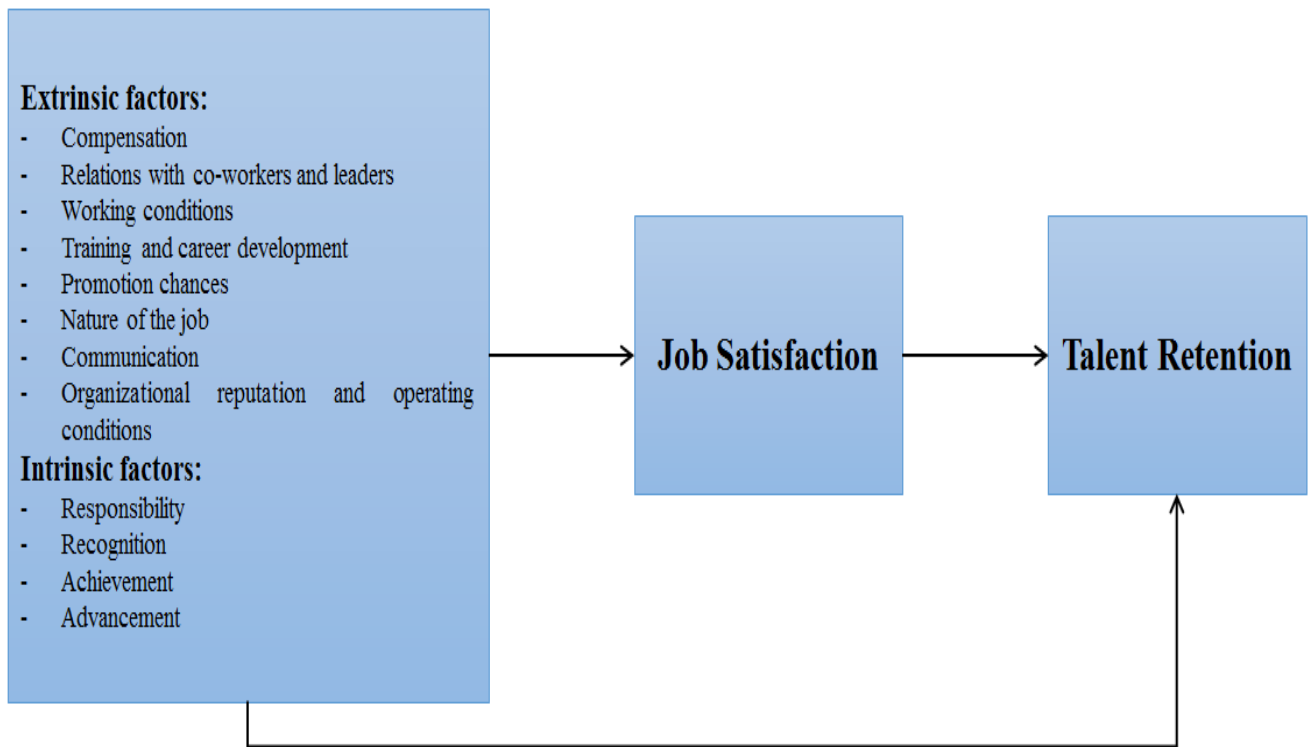 Extrinsic factors:
- Compensation
- Relations with co-workers and leaders
- Working conditions
- Training and career development
- Promotion chances
- Nature of the job
- Communication
- Organizational reputation and operating
conditions
Intrinsic factors:
- Responsibility
- Recognition
- Achievement
- Advancement
Job Satisfaction
Talent Retention